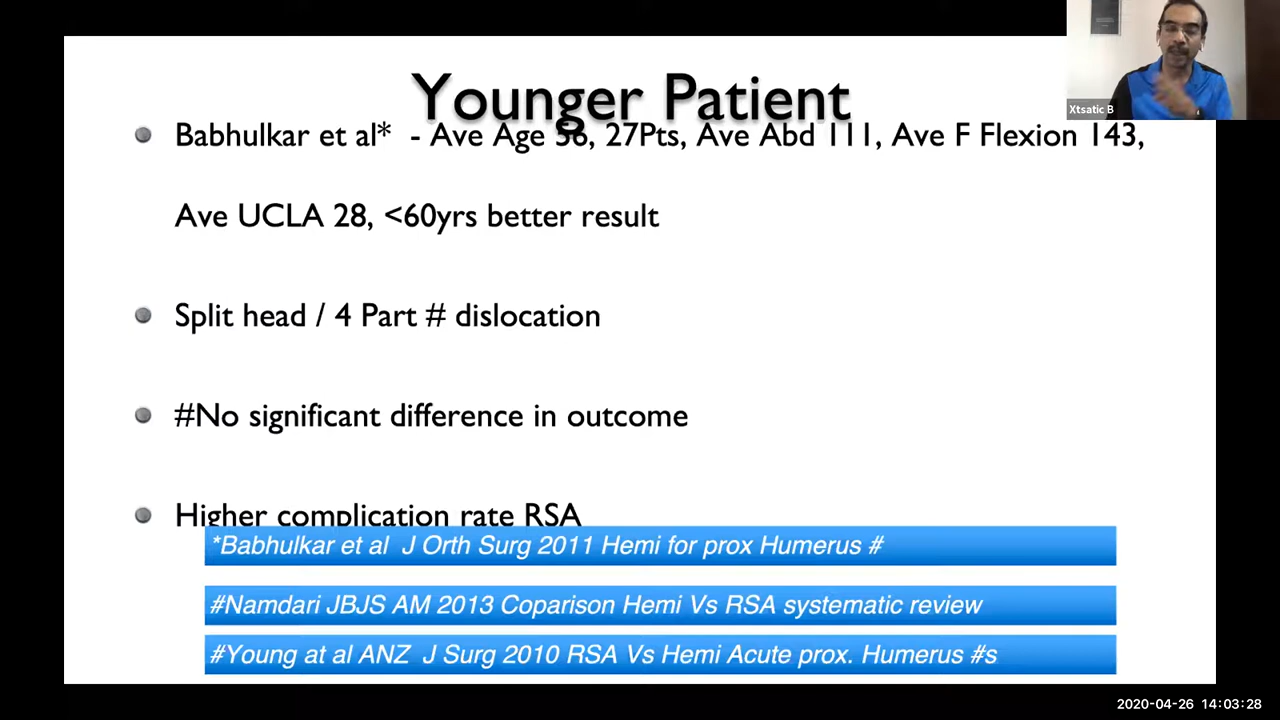 Younger Patient
Babhulkar et al* - Ave Age 56, 27Pts, Ave Abd 111, Ave F Flexion 143,
Ave UCLA 28, <60yrs better result
Split head / 4 Part # dislocation
#No significant difference in outcome
Higher complication rate RSA
*Babhulkar et al J Orth Surg 2011 Hemi for prox Humerus #
#Namdari JBJS AM 2013 Coparison Hemi Vs RSA systematic review
#Young at al ANZ J Surg 2010 RSA Vs Hemi Acute prox. Humerus #s
Xtsatic B
2020-04-26 14:03:28